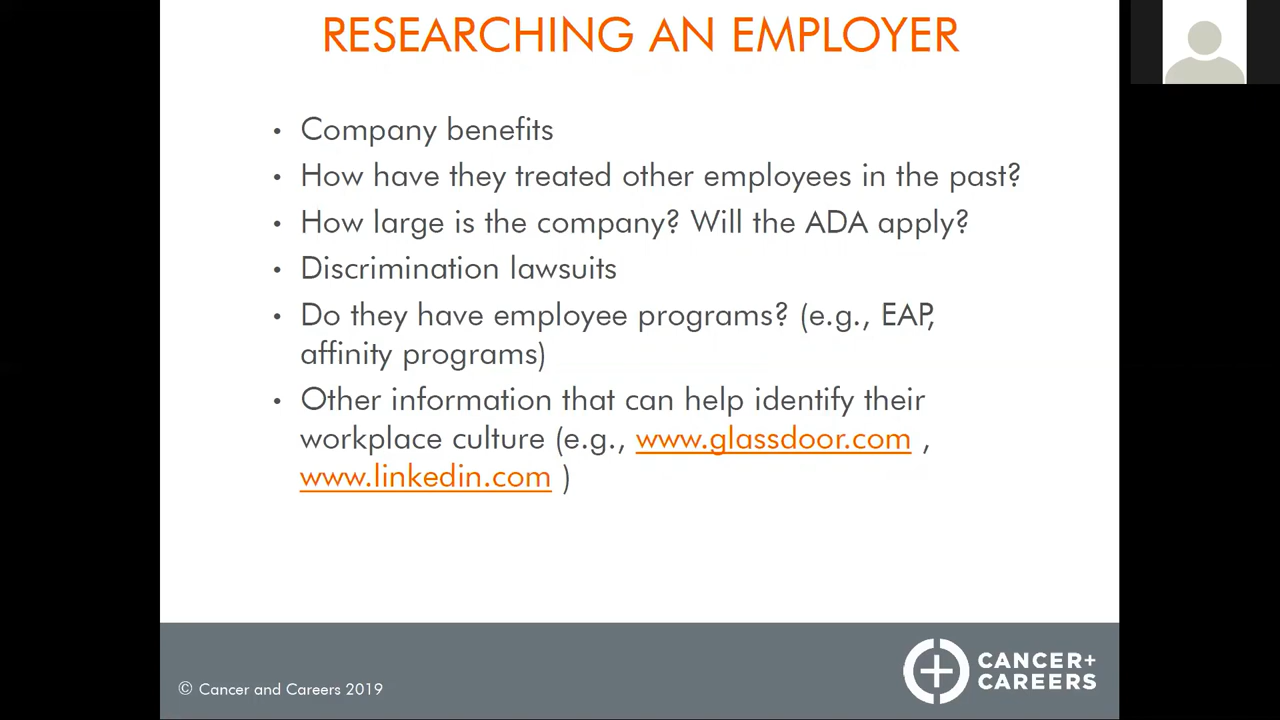 RESEARCHING AN EMPLOYER
• Company benefits
• How have they treated other employees in the past?
• How large is the company? Will the ADA apply?
• Discrimination lawsuits
• Do they have employee programs? (e.g., EAP,
affinity programs)
• Other information that can help identify their
workplace culture (e.g., www.glassdoor.com ,
www.linkedin.com )
© Cancer and Careers 2019
CANCER+
CAREERS